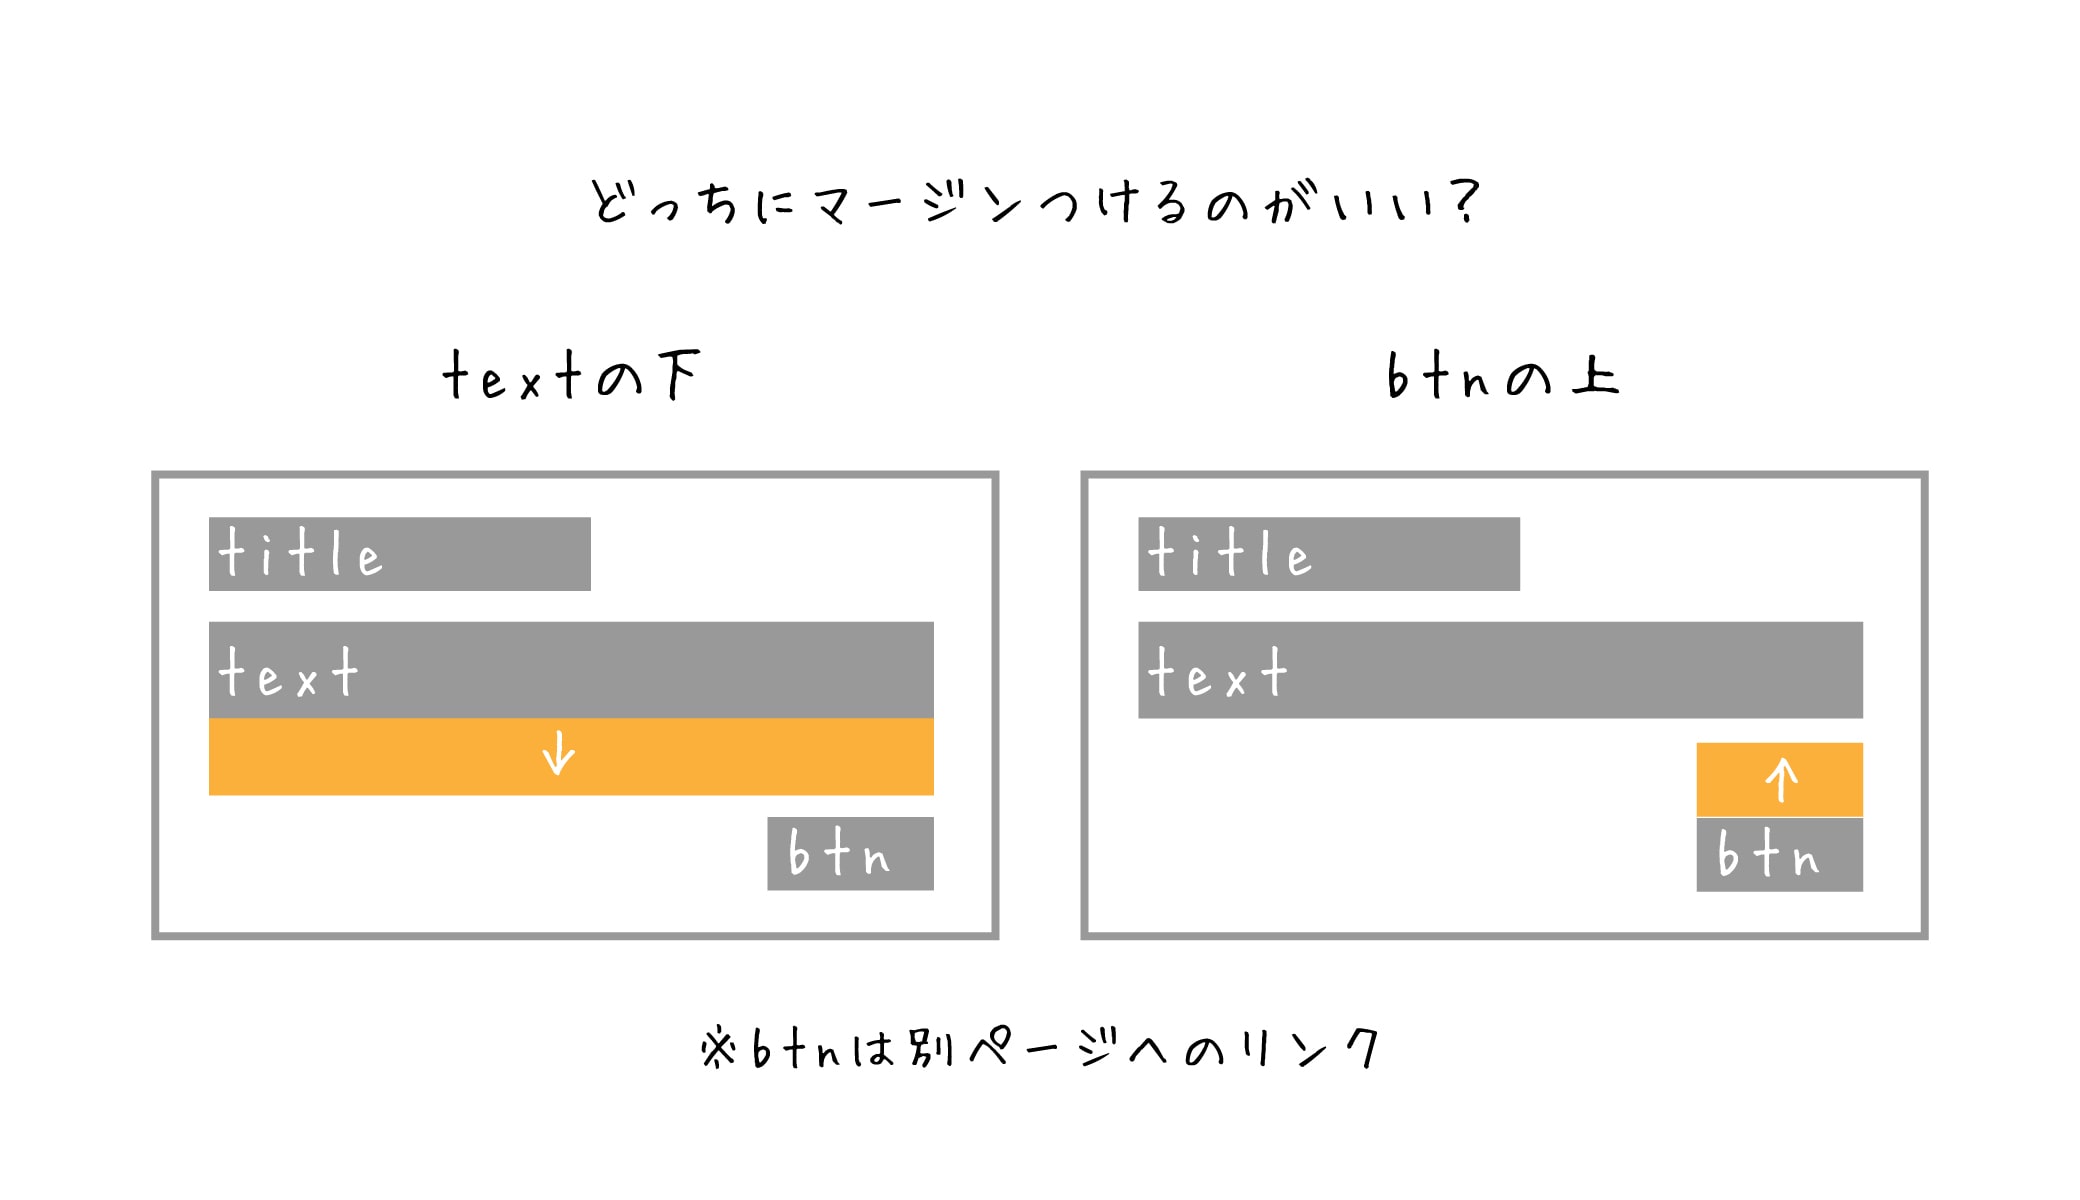 どっちにマージンつけるのがいい？
textの下
title
text
↓
btn
btnの上
title
text
↑
btn
※btnは別ページへのリンク